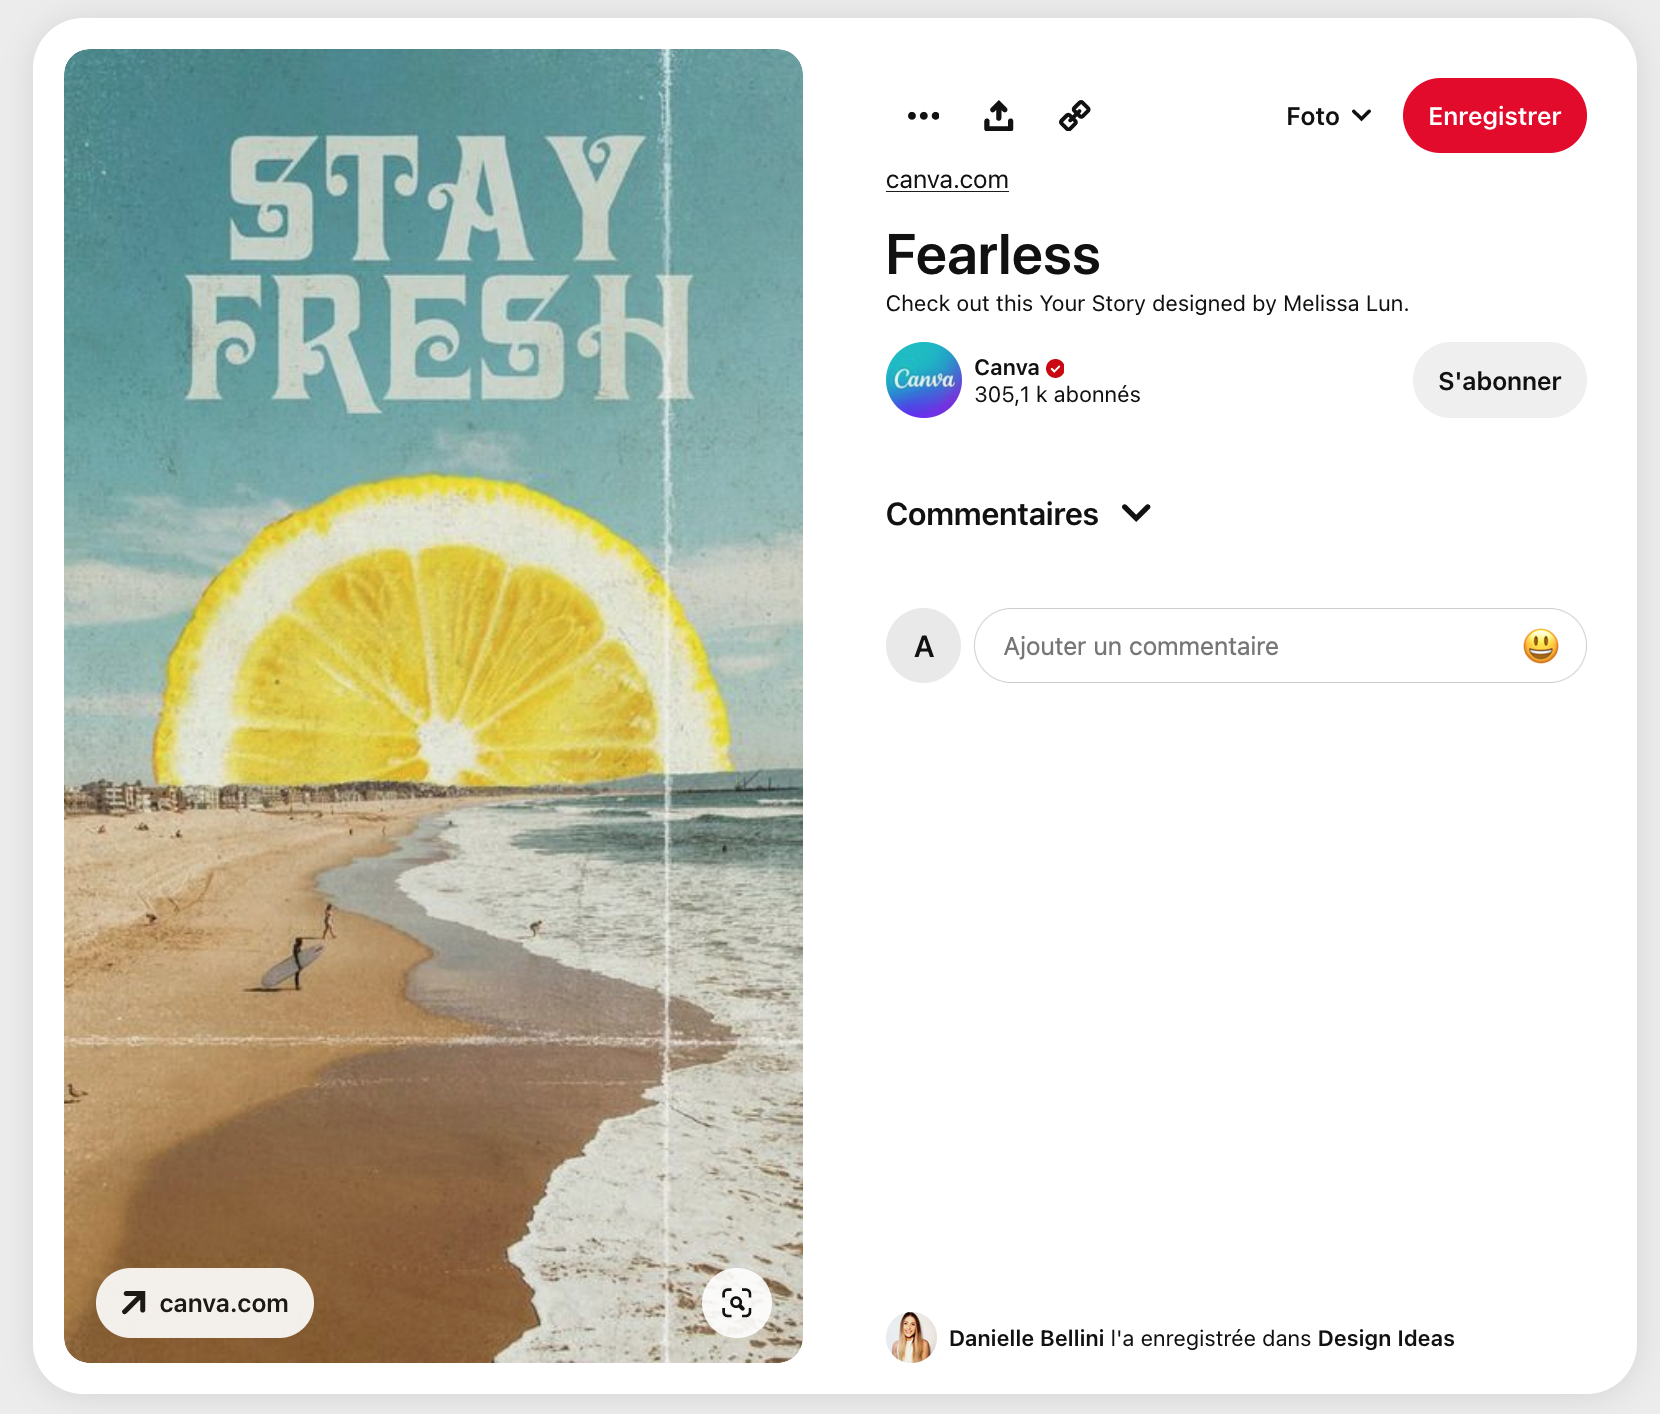 STAY
FRESH
canva.com
Foto
Enregistrer
canva.com
Fearless
Check out this Your Story designed by Melissa Lun.
Canva
Canva
305,1 k abonnés
S'abonner
Commentaires
A
Ajouter un commentaire
Danielle Bellini l'a enregistrée dans Design Ideas